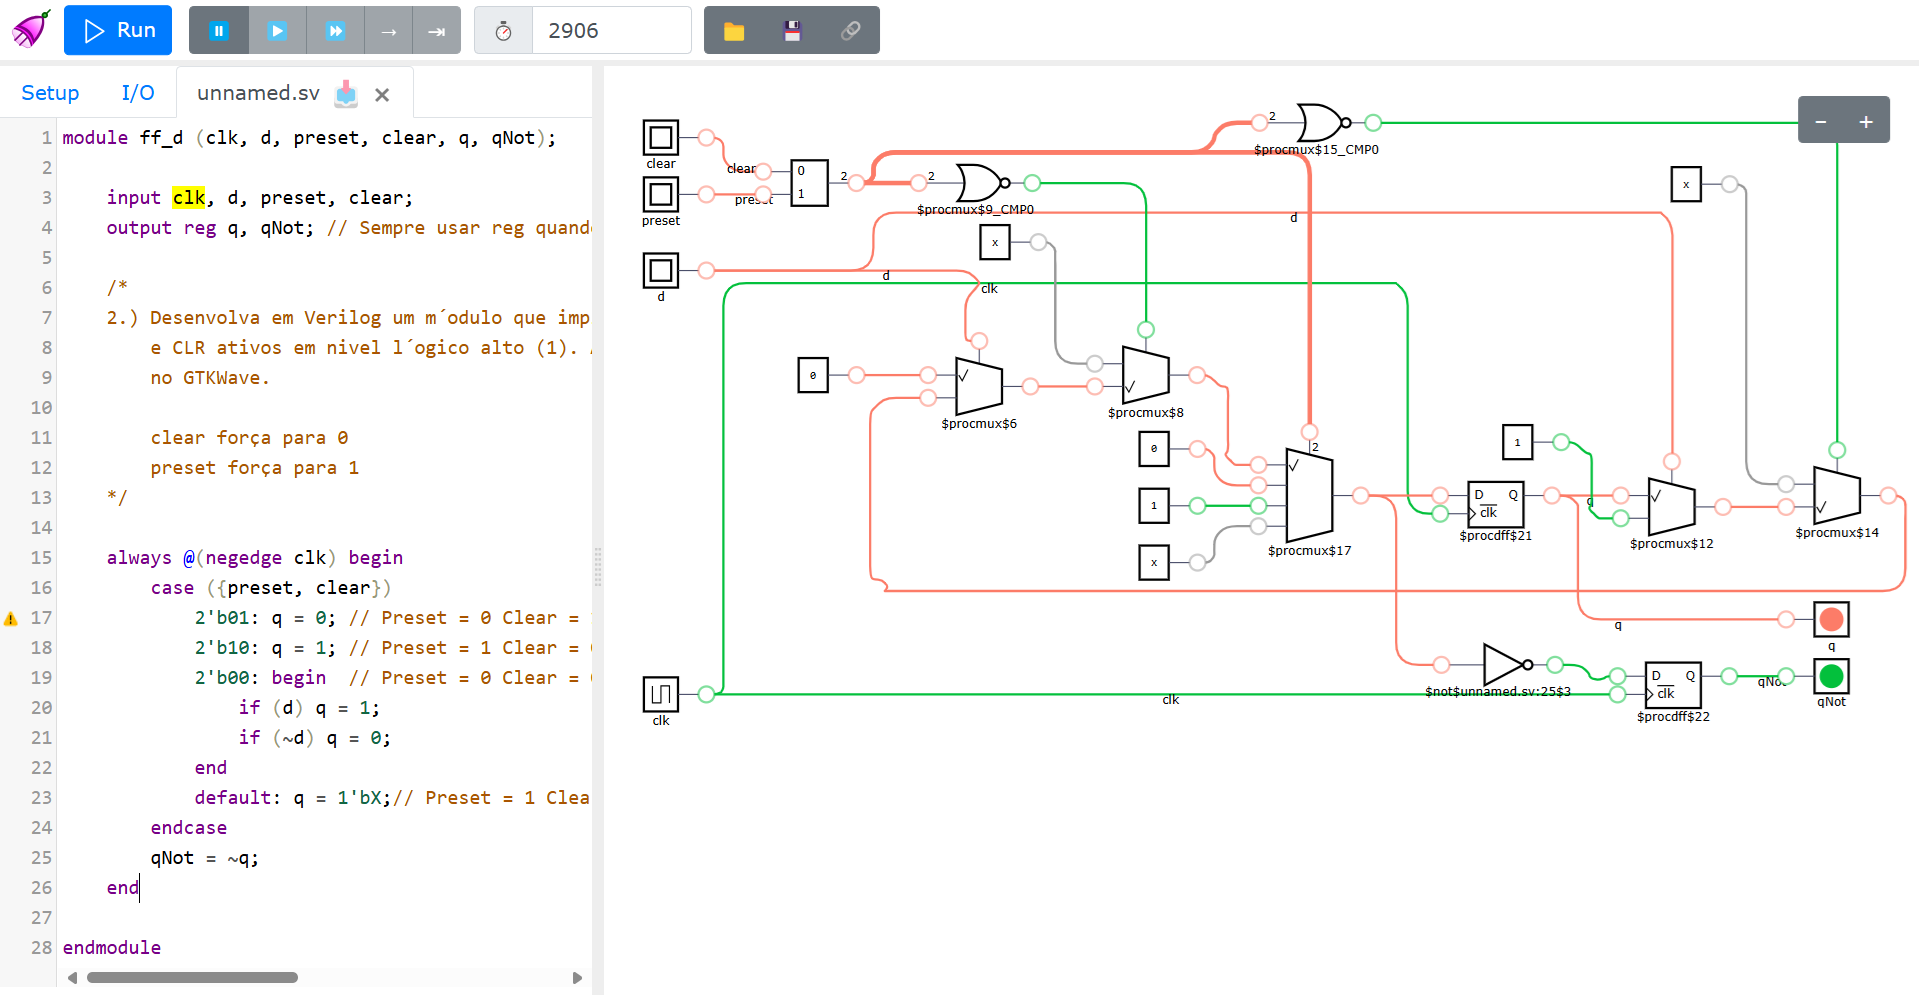 Run
2906
Setup
I/O
unnamed.sv
1 module ff_d (clk, d, preset, clear, q, qNot);
2
3 input clk, d, preset, clear;
4 output reg q, qNot; // Sempre usar reg quand
5
6 /*
7 2.) Desenvolva em Verilog um m´odulo que imp
8 e CLR ativos em nivel l´ogico alto (1).
9 no GTKWave.
10
11 clear força para 0
12 preset força para 1
13 */
14
15 always @(negedge clk) begin
16 case ({preset, clear})
17 2'b01: q = 0; // Preset = 0 Clear =
18 2'b10: q = 1; // Preset = 1 Clear =
19 2'b00: begin // Preset = 0 Clear =
20 if (d) q = 1;
21 if (~d) q = 0;
22 end
23 default: q = 1'bX;// Preset = 1 Clea
24 endcase
25 qNot = ~q;
26 end
27
28 endmodule
clear
preset
d
clk
clear
preset
0
1
2
2
$procmux$9_CMP0
2
$procmux$15_CMP0
d
d
clk
x
x
0
$procmux$6
$procmux$8
0
1
x
2
$procmux$17
D Q
clk
$procdff$21
q
1
$procmux$12
$procmux$14
q
q
$not$unnamed.sv:25$3
clk
D Q
clk
$procdff$22
qNot
qNot